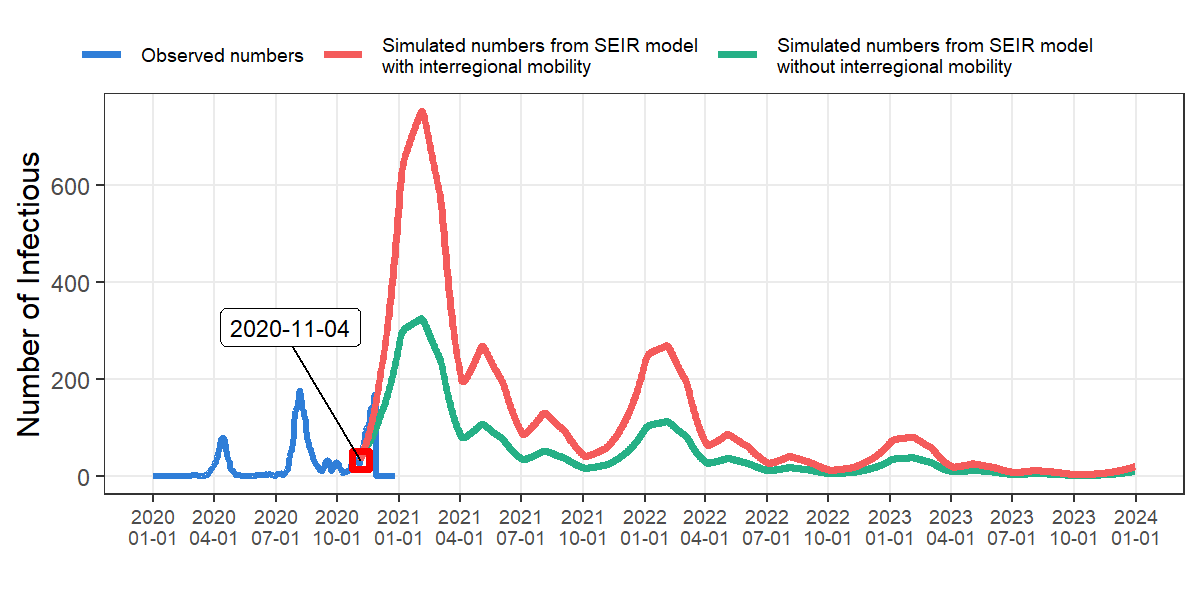 Observed numbers
Simulated numbers from SEIR model
with interregional mobility
Simulated numbers from SEIR model
without interregional mobility
Number of Infectious
600
400
200
0
2020-11-04
2020 2020 2020 2020 2021 2021 2021 2021 2022 2022 2022 2022 2023 2023 2023 2023 2024
01-01 04-01 07-01 10-01 01-01 04-01 07-01 10-01 01-01 04-01 07-01 10-01 01-01 04-01 07-01 10-01 01-01